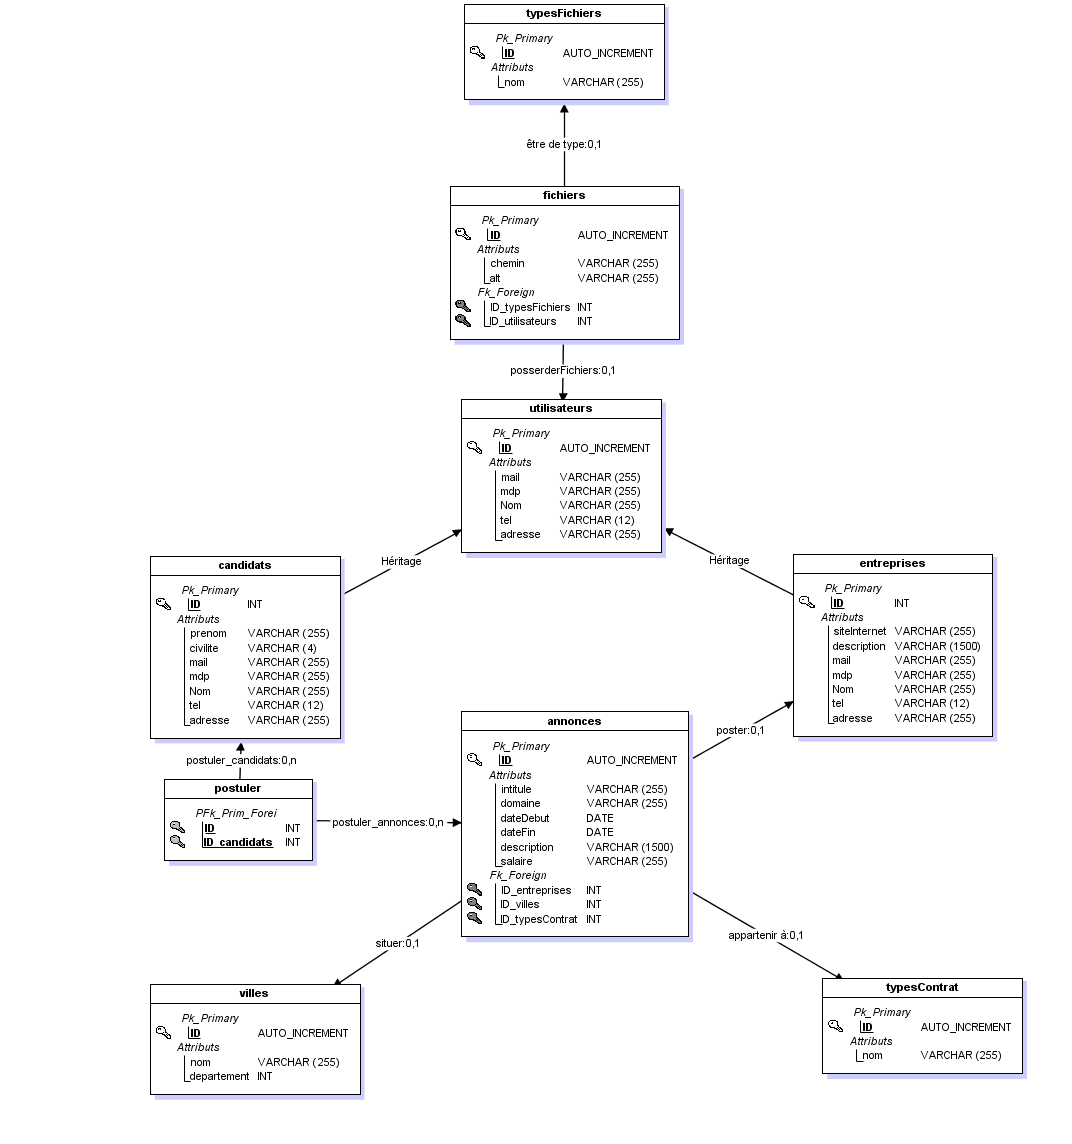 typesFichiers
Pk_Primary
ID AUTO_INCREMENT
Attributs
nom VARCHAR (255)
être de type:0,1
fichiers
Pk_Primary
ID AUTO_INCREMENT
Attributs
chemin VARCHAR (255)
alt VARCHAR (255)
Fk_Foreign
ID_typesFichiers INT
ID_utilisateurs INT
posserderFichiers:0,1
utilisateurs
Pk_Primary
ID AUTO_INCREMENT
Attributs
mail VARCHAR (255)
mdp VARCHAR (255)
Nom VARCHAR (255)
tel VARCHAR (12)
adresse VARCHAR (255)
Héritage
Héritage
candidats
Pk_Primary
ID INT
Attributs
prenom VARCHAR (255)
civilite VARCHAR (4)
mail VARCHAR (255)
mdp VARCHAR (255)
Nom VARCHAR (255)
tel VARCHAR (12)
adresse VARCHAR (255)
entreprises
Pk_Primary
ID INT
Attributs
siteInternet VARCHAR (255)
description VARCHAR (1500)
mail VARCHAR (255)
mdp VARCHAR (255)
Nom VARCHAR (255)
tel VARCHAR (12)
adresse VARCHAR (255)
postuler_candidats:0,n
poster:0,1
postuler
PFk_Prim_Forei
ID INT
ID_candidats INT
postuler_annonces:0,n
annonces
Pk_Primary
ID AUTO_INCREMENT
Attributs
intitule VARCHAR (255)
domaine VARCHAR (255)
dateDebut DATE
dateFin DATE
description VARCHAR (1500)
salaire VARCHAR (255)
Fk_Foreign
ID_entreprises INT
ID_villes INT
ID_typesContrat INT
situer:0,1
appartenir à:0,1
villes
Pk_Primary
ID AUTO_INCREMENT
Attributs
nom VARCHAR (255)
departement INT
typesContrat
Pk_Primary
ID AUTO_INCREMENT
Attributs
nom VARCHAR (255)